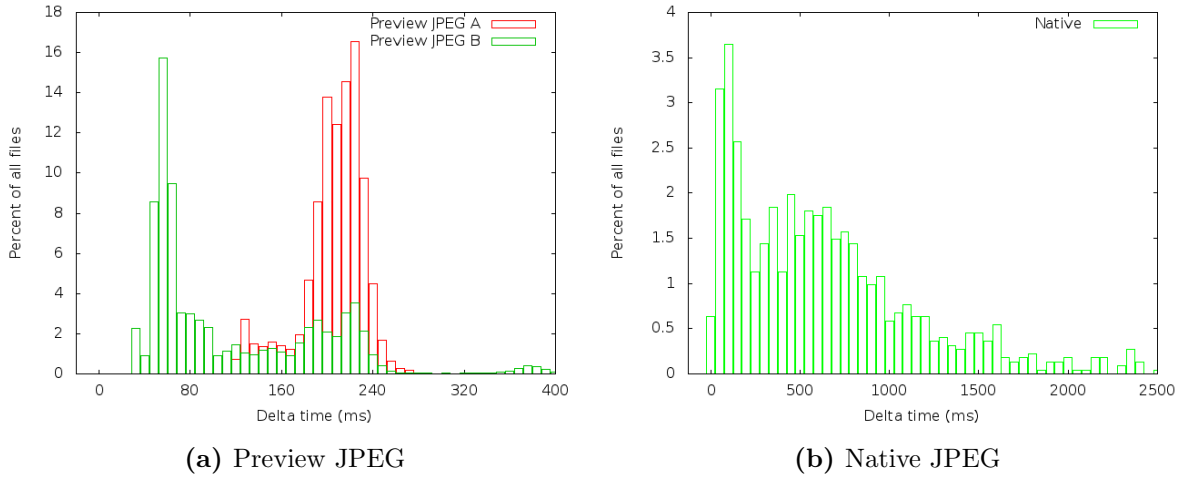 Preview JPEG A
Preview JPEG B
Percent of all files
18
16
14
12
10
8
6
4
2
0
0 80 160 240 320 400
Delta time (ms)
(a) Preview JPEG
Native
Percent of all files
4
3.5
3
2.5
2
1.5
1
0.5
0
0 500 1000 1500 2000 2500
Delta time (ms)
(b) Native JPEG